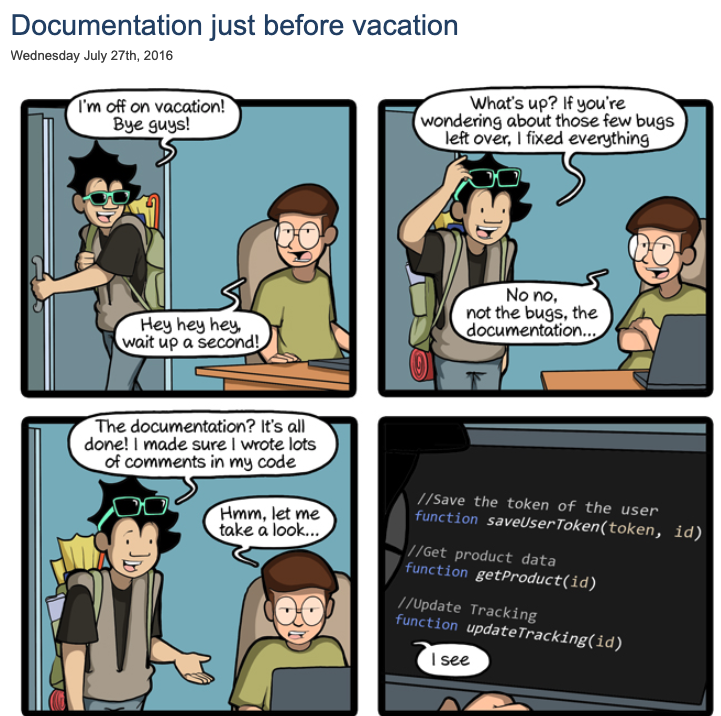 Documentation just before vacation
Wednesday July 27th, 2016
I'm off on vacation!
Bye guys!
Hey hey hey,
wait up a second!
What's up? If you're
wondering about those few bugs
left over, I fixed everything
No no,
not the bugs, the
documentation...
The documentation? It's all
done! I made sure I wrote lots
of comments in my code
Hmm, let me
take a look...
//Save the token of the user
function saveUserToken(token, id)
//Get product data
function getProduct(id)
//Update Tracking
function updateTracking(id)
I see